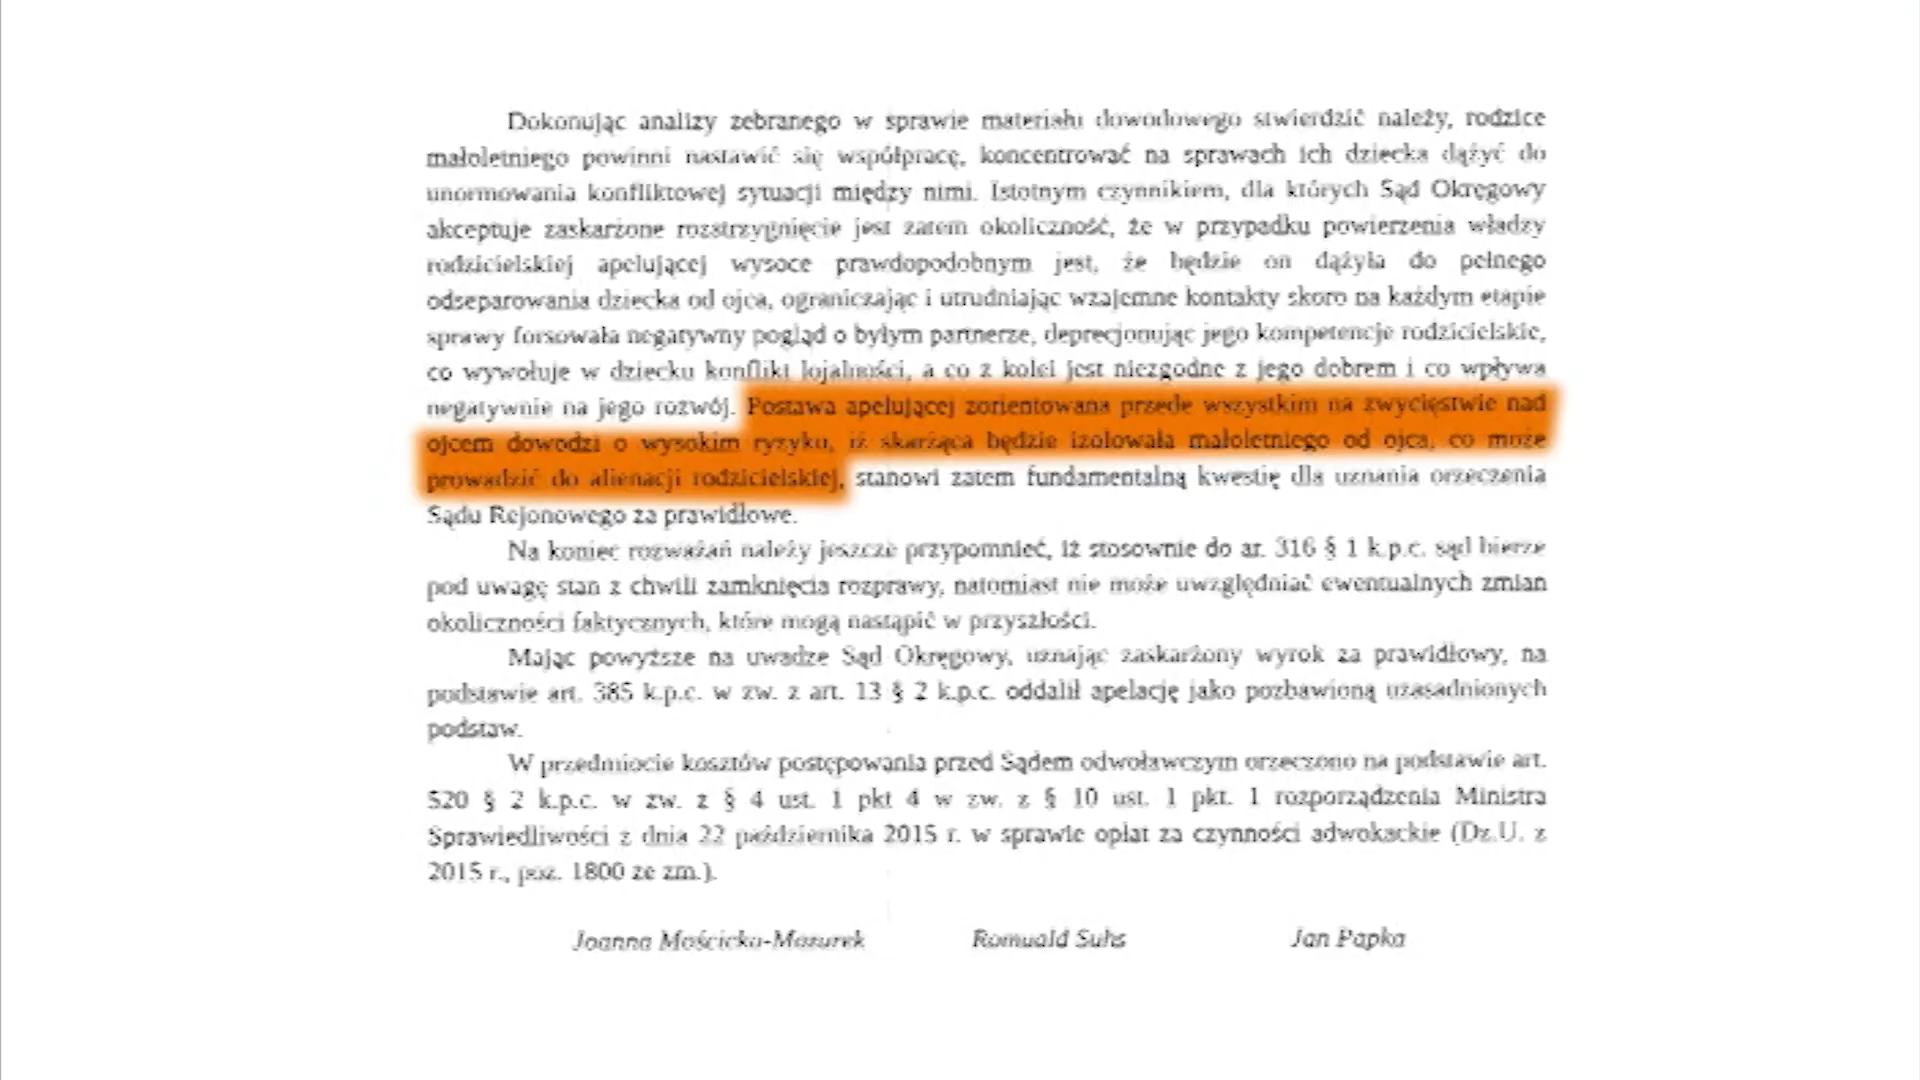 Dokonując analizy zebranego w sprawie materiału dowodowego stwierdzić należy, rodzice
małoletniego powinni nastawić się współpracę, koncentrować na sprawach ich dziecka dążyć do
unormowania konfliktowej sytuacji między nimi. Istotnym czynnikiem, dla których Sąd Okręgowy
akceptuje zaskarżone rozstrzygnięcie jest zatem okoliczność, że w przypadku powierzenia władzy
rodzicielskiej apelującej wysoce prawdopodobnym jest, że będzie on dążyła do pełnego
odseparowania dziecka od ojca, ograniczając i utrudniając wzajemne kontakty skoro na każdym etapie
sprawy forsowała negatywny pogląd o byłym partnerze, deprecjonując jego kompetencje rodzicielskie,
co wywołuje w dziecku konflikt lojalności, a co z kolei jest niezgodne z jego dobrem i co wpływa
negatywnie na jego rozwój. Postawa apelującej zorientowana przede wszystkim na zwycięstwie nad
ojcem dowodzi o wysokim ryzyku, iż skarżąca będzie izolowała małoletniego od ojca, co może
prowadzić do alienacji rodzicielskiej, stanowi zatem fundamentalną kwestię dla uznania orzeczenia
Sądu Rejonowego za prawidłowe.
Na koniec rozważań należy jeszcze przypomnieć, iż stosownie do ar. 316 § 1 k.p.c. sąd bierze
pod uwagę stan z chwili zamknięcia rozprawy, natomiast nie może uwzględniać ewentualnych zmian
okoliczności faktycznych, które mogą nastąpić w przyszłości.
Mając powyższe na uwadze Sąd Okręgowy, uznając zaskarżony wyrok za prawidłowy, na
podstawie art. 385 k.p.c. w zw. z art. 13 § 2 k.p.c. oddalił apelację jako pozbawioną uzasadnionych
podstaw.
W przedmiocie kosztów postępowania przed Sądem odwoławczym orzeczono na podstawie art.
520 § 2 k.p.c. w zw. z § 4 ust. 1 pkt 4 w zw. z § 10 ust. 1 pkt. 1 rozporządzenia Ministra
Sprawiedliwości z dnia 22 października 2015 r. w sprawie opłat za czynności adwokackie (Dz.U. z
2015 r., poz. 1800 ze zm.).
Joanna Mościcka-Mazurek Romuald Suhs Jan Papka